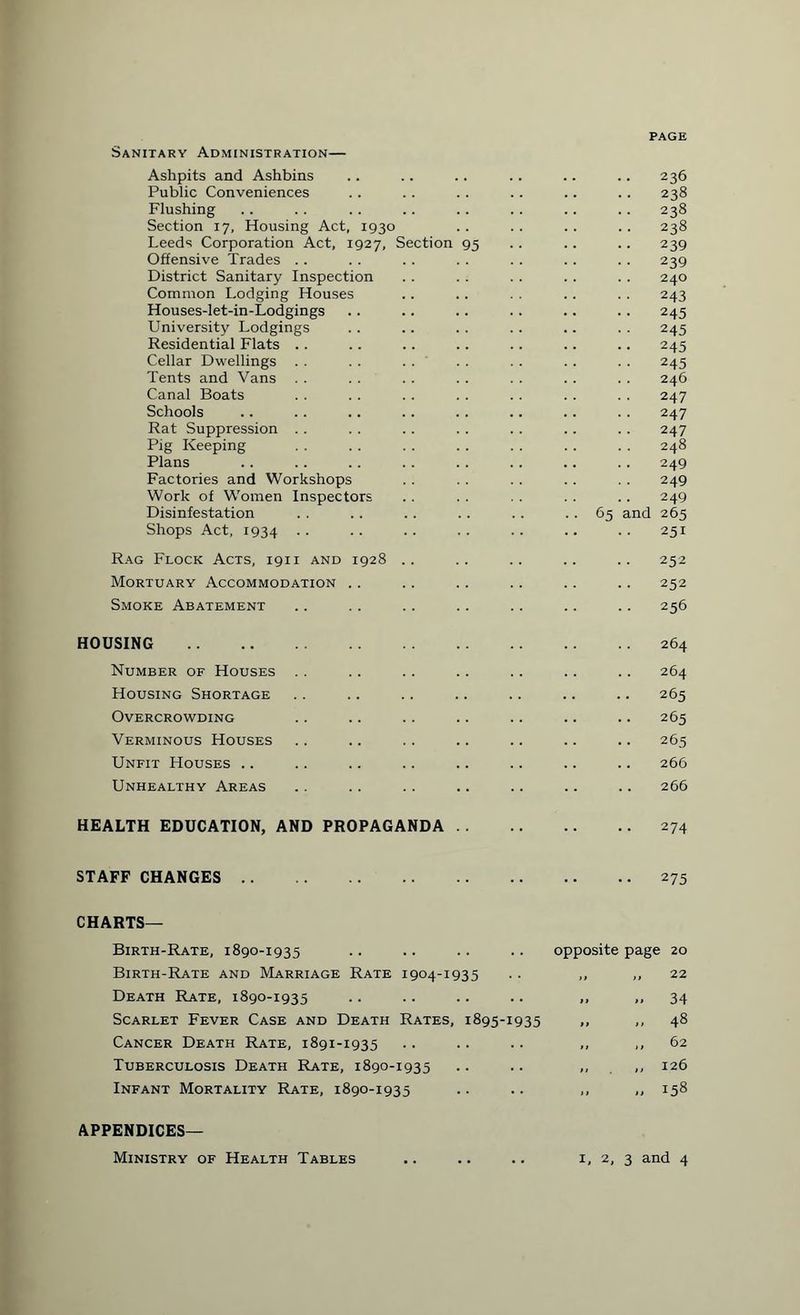 PAGE
Sanitary Administration—
Ashpits and Ashbins .. .. .. .. .. .. 236
Public Conveniences .. .. .. .. .. .. 238
Flushing .. .. .. .. .. .. .. .. 238
Section 17, Housing Act, 1930 .. .. .. .. 238
Leeds Corporation Act, 1927, Section 95 .. .. .. 239
Offensive Trades .. .. .. .. .. .. .. 239
District Sanitary Inspection .. .. .. .. .. 240
Common Lodging Houses .. .. .. .. .. 243
Houses-let-in-Lodgings .. .. .. .. .. .. 245
University Lodgings .. .. .. .. .. .. 245
Residential Flats .. .. .. .. .. .. .. 245
Cellar Dwellings .. .. .. .. .. .. .. 245
Tents and Vans .. .. .. .. .. .. .. 246
Canal Boats .. .. .. .. .. .. .. 247
Schools .. .. .. .. .. .. .. .. 247
Rat Suppression .. .. .. .. .. .. .. 247
Pig Keeping .. .. .. .. .. .. .. 248
Plans .. .. .. .. .. .. .. .. 249
Factories and Workshops .. .. .. .. .. 249
Work of Women Inspectors .. .. .. .. .. 249
Disinfestation .. .. .. .. .. .. 65 and 265
Shops Act, 1934 .. .. .. .. .. .. .. 251
Rag Flock Acts, 1911 and 1928 .. .. .. .. .. 252
Mortuary Accommodation .. .. .. .. .. .. 252
Smoke Abatement .. .. .. .. .. .. .. 256
HOUSING .. .. .. .. .. .. .. .. .. 264
Number of Houses .. .. .. .. .. .. .. 264
Housing Shortage .. .. .. .. .. .. .. 265
Overcrowding .. .. .. .. .. .. .. 265
Verminous Houses .. .. .. .. .. .. .. 265
Unfit Houses .. .. .. .. .. .. .. .. 266
Unhealthy Areas .. .. .. .. .. .. .. 266
HEALTH EDUCATION, AND PROPAGANDA .. .. .. .. 274
STAFF CHANGES .. .. .. .. .. .. .. .. 275
CHARTS—
Birth-Rate, 1890-1935 .. .. .. .. opposite page 20
Birth-Rate and Marriage Rate 1904-1935 .. ,, ,, 22
Death Rate, 1890-1935 .. .. .. .. ,, ,, 34
Scarlet Fever Case and Death Rates, 1895-1935 ,, ,, 48
Cancer Death Rate, 1891-1935 .. .. .. ,, ,, 62
Tuberculosis Death Rate, 1890-1935 .. .. ,, ,, 126
Infant Mortality Rate, 1890-1935 .. .. ,, ,, 158
APPENDICES—
Ministry of Health Tables .. .. .. 1, 2, 3 and 4